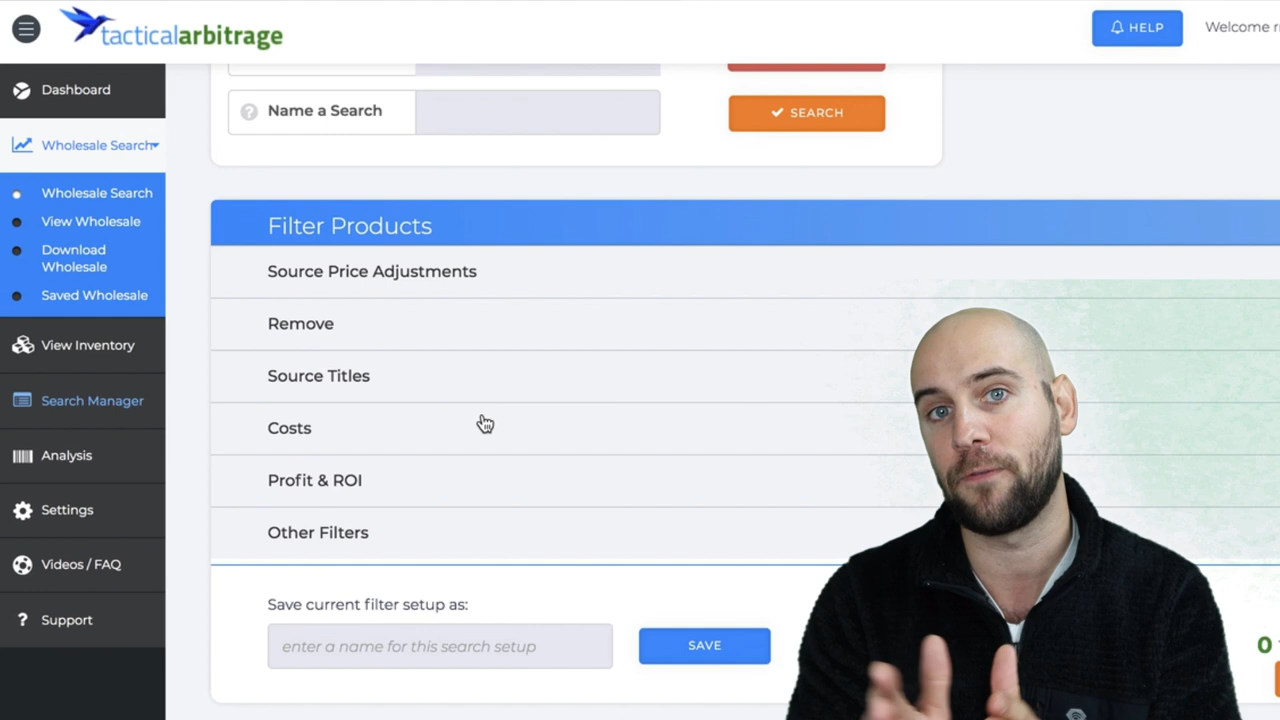 tacticalarbitrage
HELP
Welcome
Dashboard
Name a Search
SEARCH
Wholesale Search
Wholesale Search
View Wholesale
Download
Wholesale
Saved Wholesale
View Inventory
Search Manager
Analysis
Settings
Videos / FAQ
? Support
Filter Products
Source Price Adjustments
Remove
Source Titles
Costs
Profit & ROI
Other Filters
Save current filter setup as:
enter a name for this search setup
SAVE
0